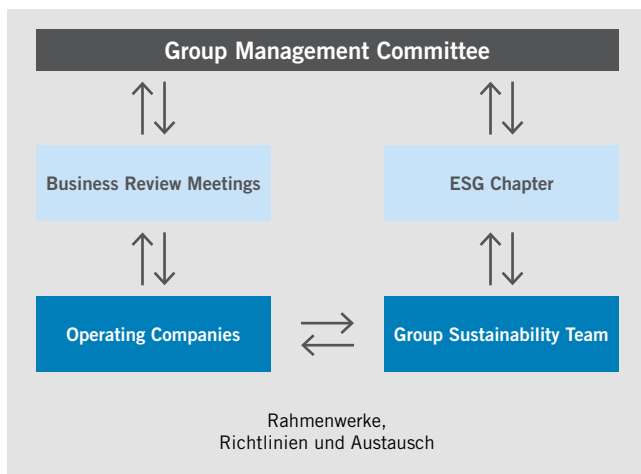 Group Management Committee
Business Review Meetings
ESG Chapter
Operating Companies
Group Sustainability Team
Rahmenwerke,
Richtlinien und Austausch